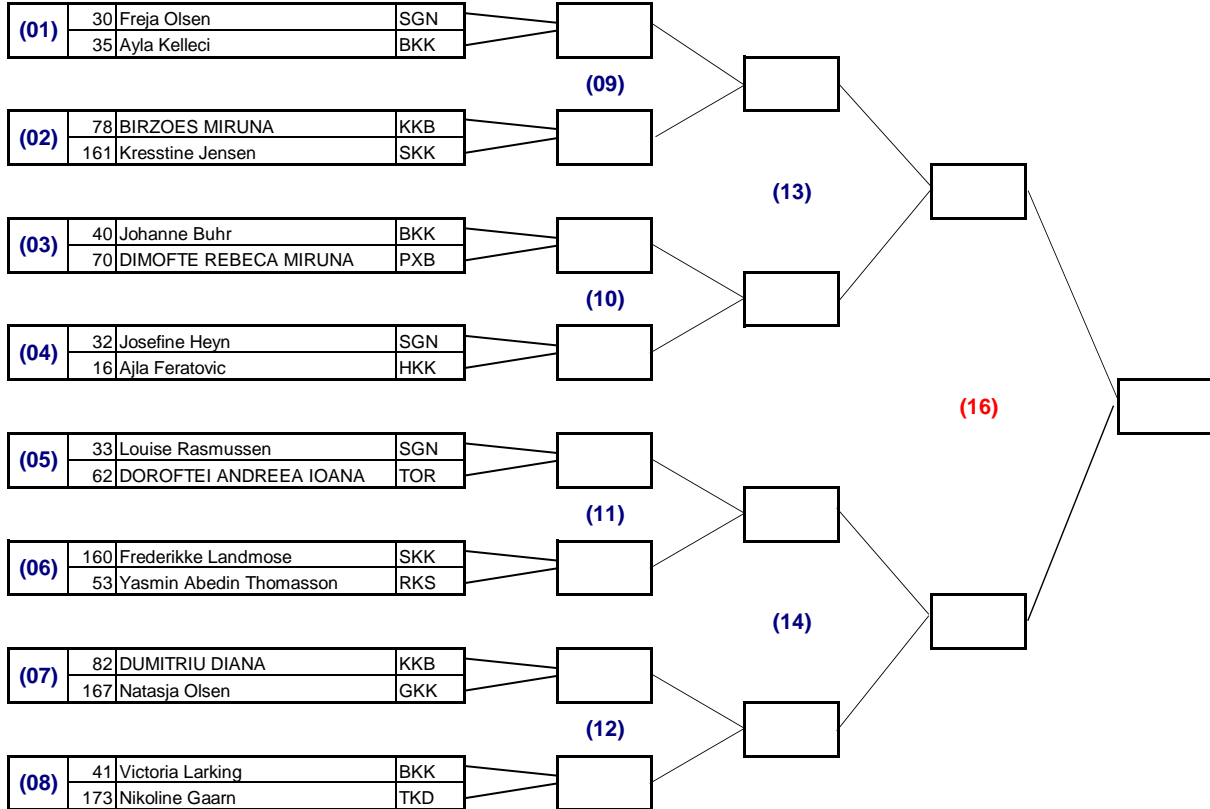 (01) 30 Freja Olsen SGN
35 Ayla Kelleci BKK
(09)
(02) 78 BIRZOES MIRUNA KKB
161 Kresstine Jensen SKK
(13)
(03) 40 Johanne Buhr BKK
70 DIMOFTE REBECA MIRUNA PXB
(10)
(04) 32 Josefine Heyn SGN
16 Ajla Feratovic HKK
(16)
(05) 33 Louise Rasmussen SGN
62 DOROFTEI ANDREEA IOANA TOR
(11)
(06) 160 Frederikke Landmose SKK
53 Yasmin Abedin Thomasson RKS
(14)
(07) 82 DUMITRIU DIANA KKB
167 Natasja Olsen GKK
(12)
(08) 41 Victoria Larking BKK
173 Nikoline Gaarn TKD